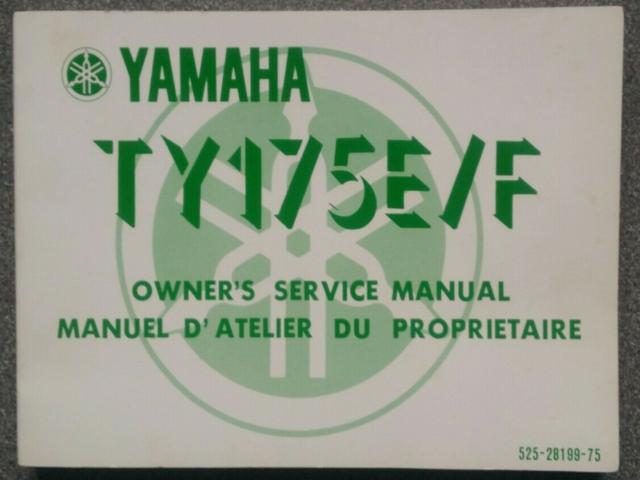 YAMAHA
TY175E/F
OWNER'S SERVICE MANUAL
MANUEL D'ATELIER DU PROPRIETAIRE
525-28199-75